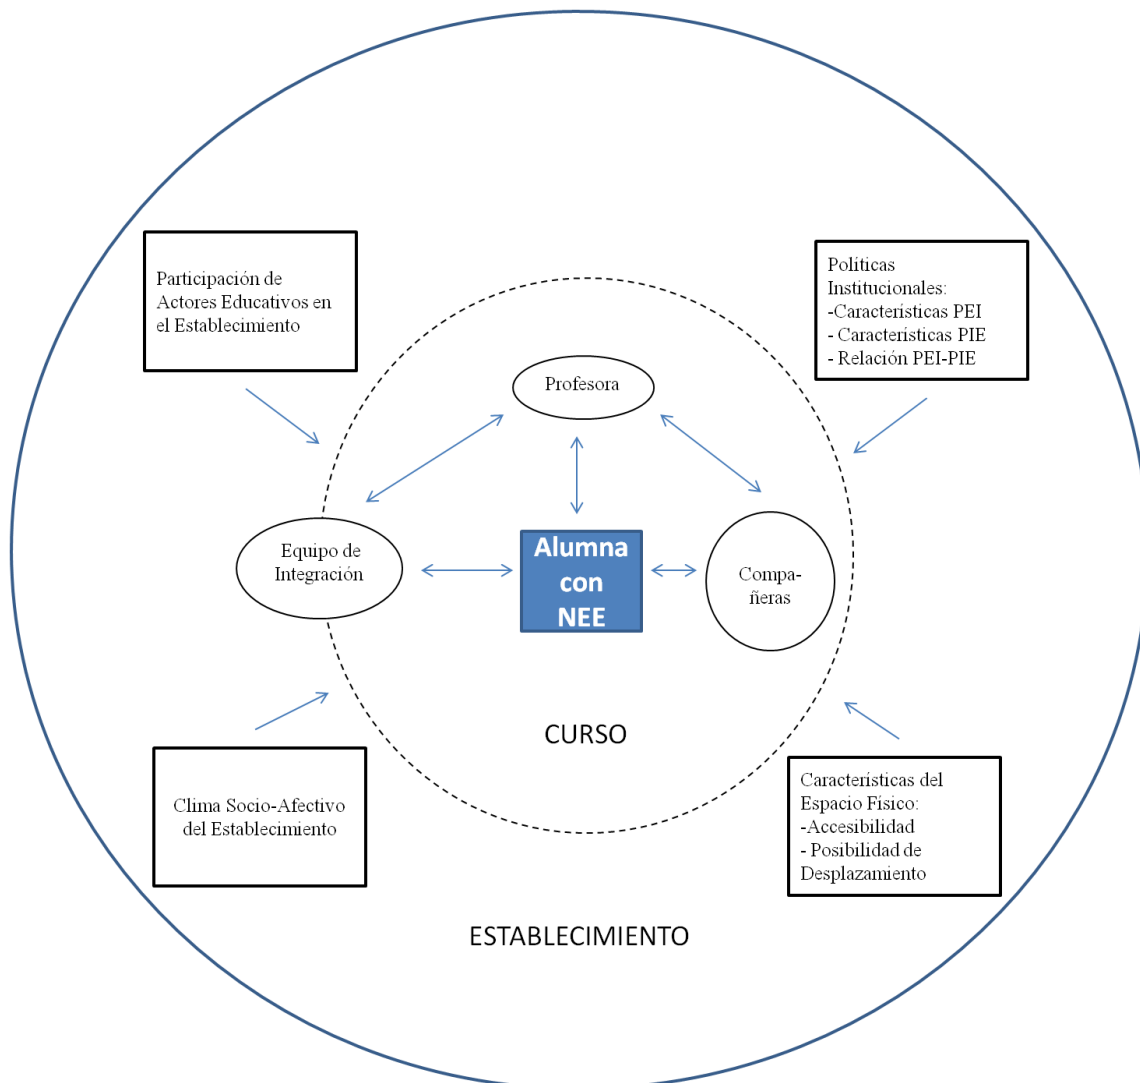 Participación de
Actores Educativos en
el Establecimiento
Políticas
Institucionales:
-Características PEI
- Características PIE
- Relación PEI-PIE
Profesora
Equipo de
Integración
Alumna
con
NEE
Compa-
ñeras
CURSO
Clima Socio-Afectivo
del Establecimiento
Características del
Espacio Físico:
-Accesibilidad
- Posibilidad de
Desplazamiento
ESTABLECIMIENTO